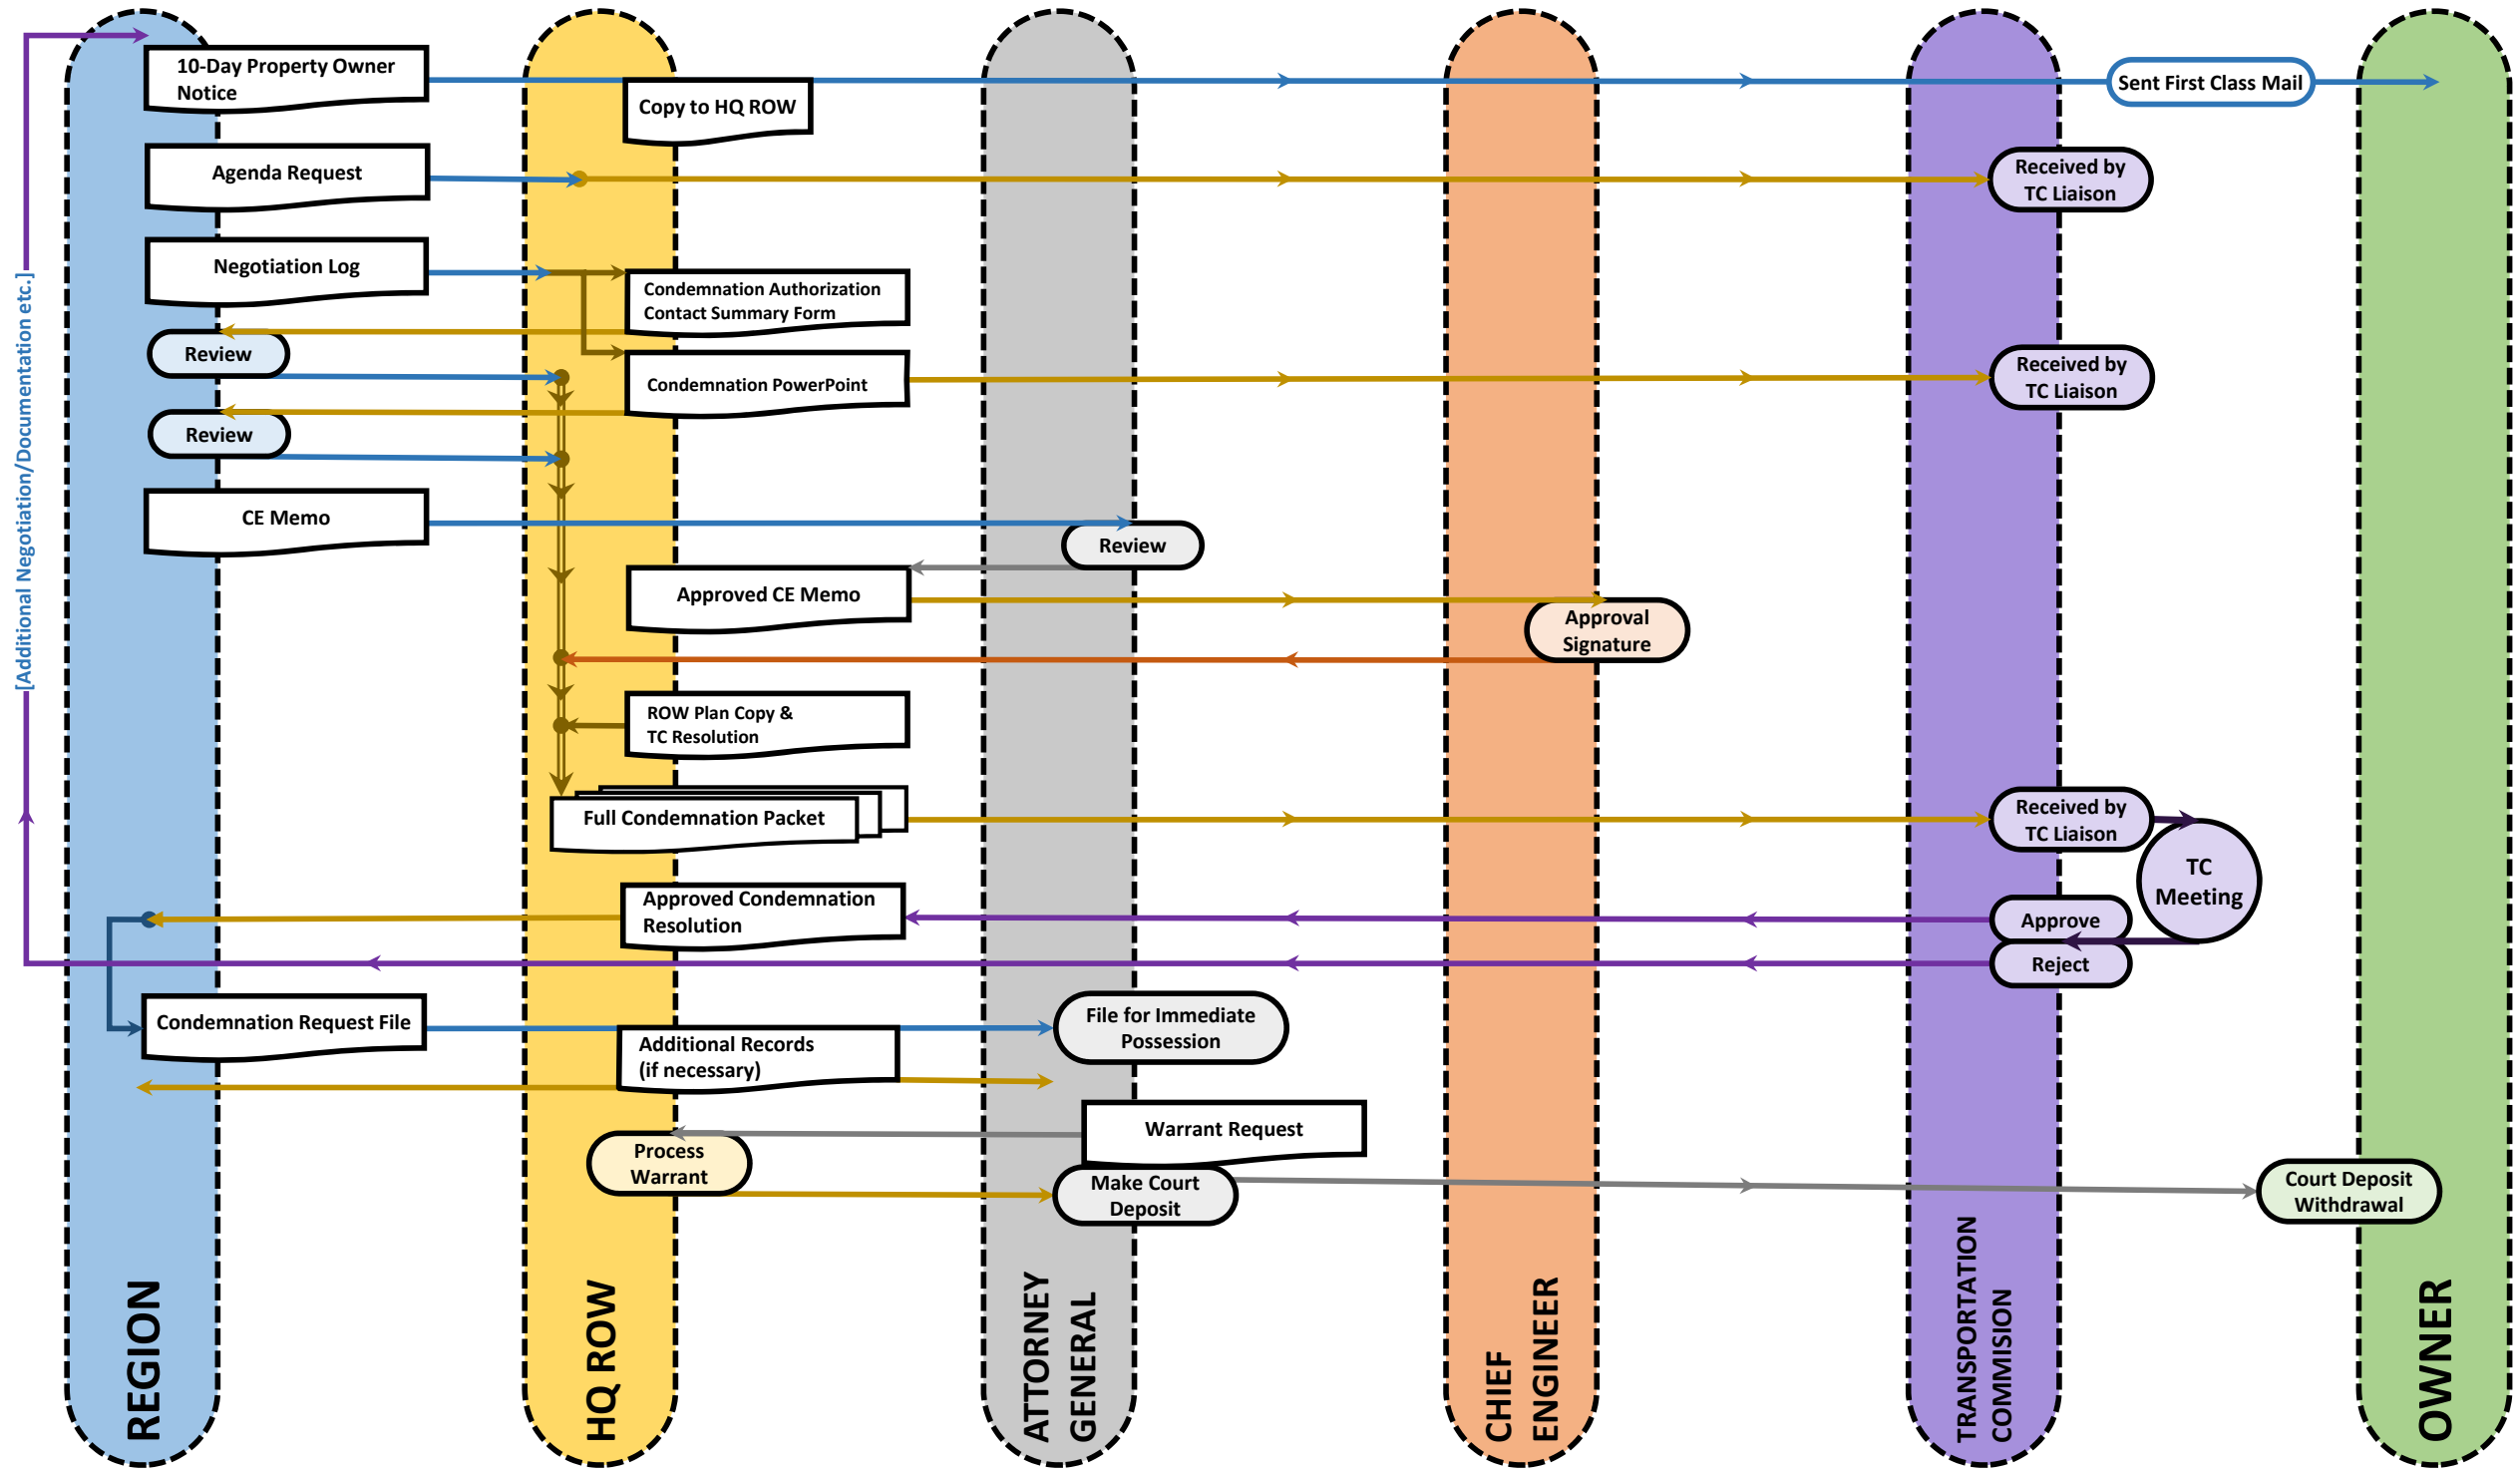 10-Day Property Owner
Notice
Copy to HQ ROW
Sent First Class Mail
Agenda Request
Received by
TC Liaison
Negotiation Log
Condemnation Authorization
Contact Summary Form
Review
Condemnation PowerPoint
Received by
TC Liaison
Review
[Additional Negotiation/Documentation etc.]
CE Memo
Review
Approved CE Memo
Approval
Signature
ROW Plan Copy &
TC Resolution
Full Condemnation Packet
Received by
TC Liaison
TC
Meeting
Approved Condemnation
Resolution
Approve
Reject
Condemnation Request File
File for Immediate
Possession
Additional Records
(if necessary)
Warrant Request
Process
Warrant
Make Court
Deposit
Court Deposit
Withdrawal
REGION
HQ ROW
ATTORNEY
GENERAL
CHIEF
ENGINEER
TRANSPORTATION
COMMISION
OWNER